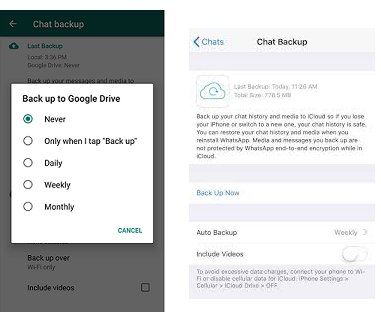 Chat backup
Last Backup
Local: 3:36 PM
Google Drive: Never
Back up your messages and media to
Back up to Google Drive
Never
Only when I tap "Back up"
Daily
Weekly
Monthly
CANCEL
Back up over
Wi-Fi only
Include videos
Chats
Chat Backup
Last Backup: Today, 11:26 AM
Total Size: 778.5 MB
Back up your chat history and media to iCloud so if you lose
your iPhone or switch to a new one, your chat history is safe.
You can restore your chat history and media when you
reinstall WhatsApp. Media and messages you back up are
not protected by WhatsApp end-to-end encryption while in
iCloud.
Back Up Now
Auto Backup
Weekly
Include Videos
To avoid excessive data charges, connect your phone to Wi-
Fi or disable cellular data for iCloud: iPhone Settings >
Cellular > iCloud Drive > OFF.